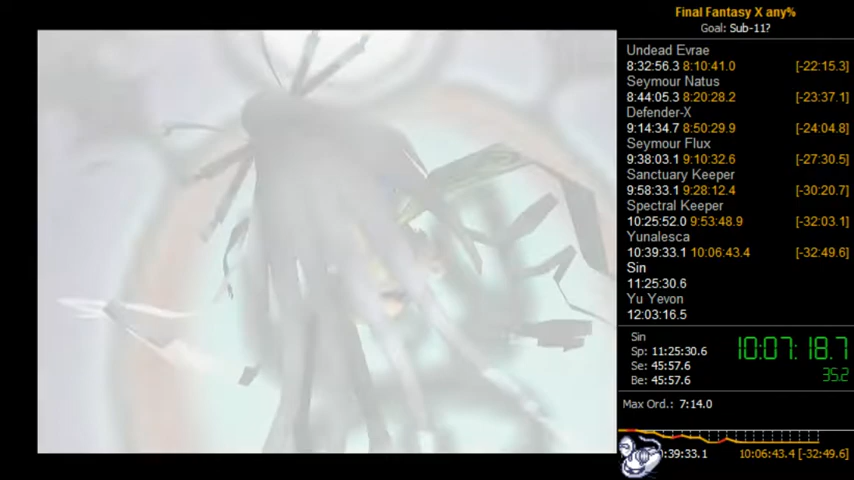 Final Fantasy X any%
Goal: Sub-11?
Undead Evrae
8:32:56.3 8:10:41.0 [-22:15.3]
Seymour Natus
8:44:05.3 8:20:28.2 [-23:37.1]
Defender-X
9:14:34.7 8:50:29.9 [-24:04.8]
Seymour Flux
9:38:03.1 9:10:32.6 [-27:30.5]
Sanctuary Keeper
9:58:33.1 9:28:12.4 [-30:20.7]
Spectral Keeper
10:25:52.0 9:53:48.9 [-32:03.1]
Yunalesca
10:39:33.1 10:06:43.4 [-32:49.6]
Sin
11:25:30.6
Yu Yevon
12:03:16.5
Sin
Sp: 11:25:30.6
Se: 45:57.6
Be: 45:57.6
10:07:18.7
35.2
Max Ord.: 7:14.0
:39:33.1 10:06:43.4 [-32:49.6]